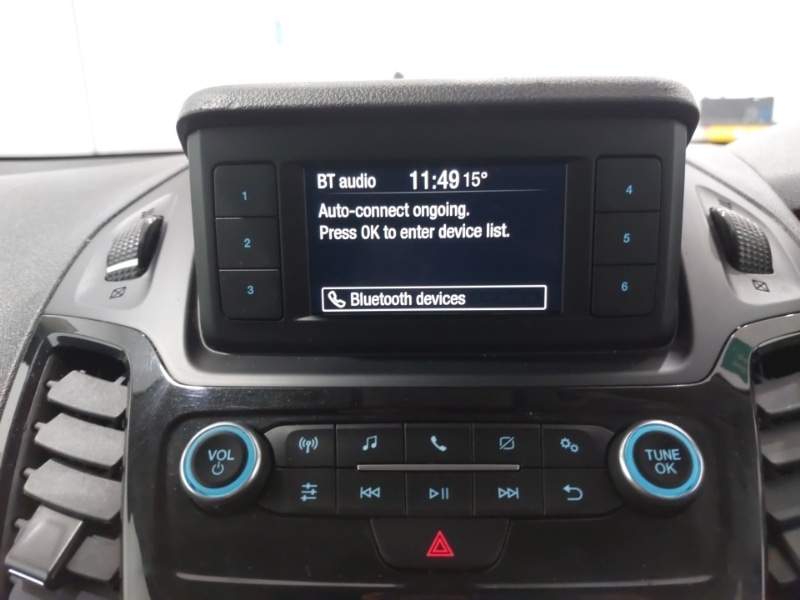 BT audio 11:49 15°
Auto-connect ongoing.
Press OK to enter device list.
Bluetooth devices
1
2
3
4
5
6
VOL
TUNE
OK